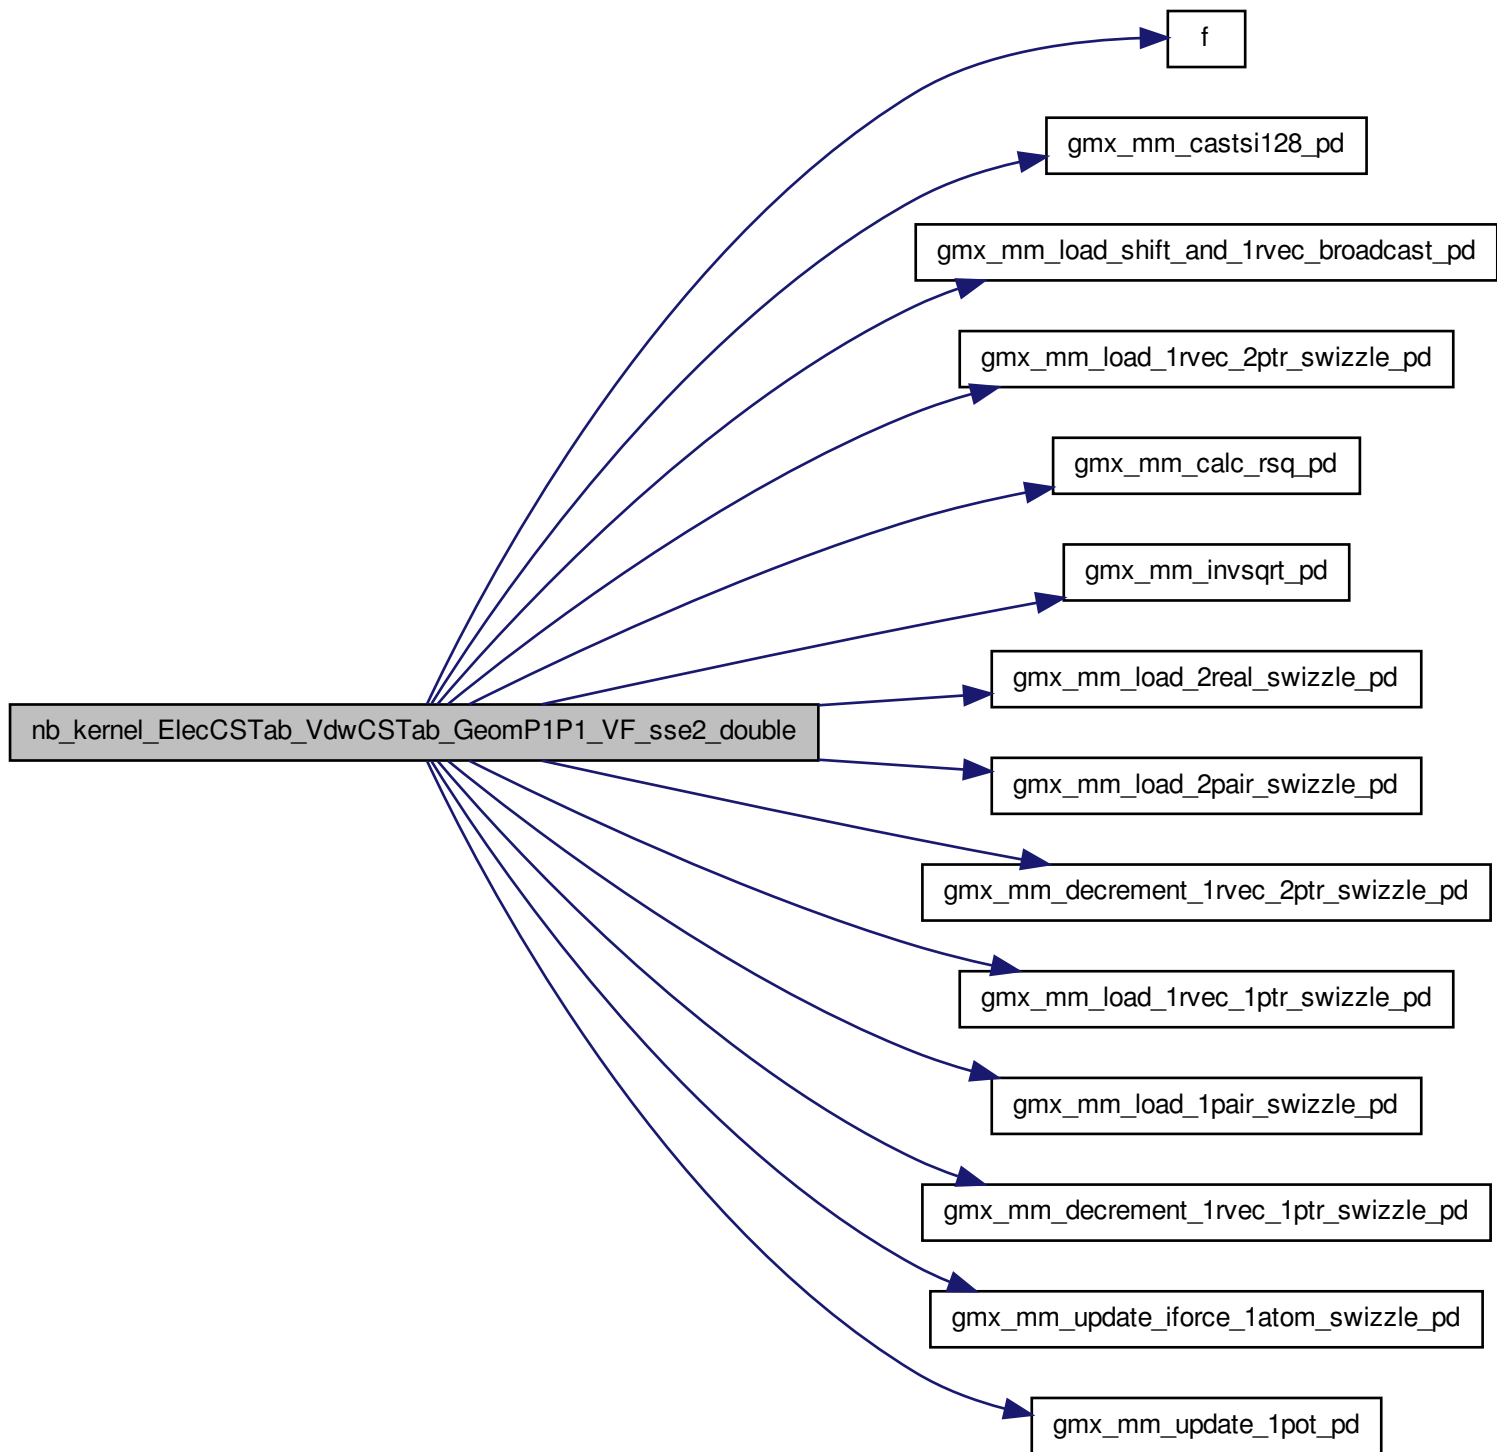 f
gmx_mm_castsi128_pd
gmx_mm_load_shift_and_1rvec_broadcast_pd
gmx_mm_load_1rvec_2ptr_swizzle_pd
gmx_mm_calc_rsq_pd
gmx_mm_invsqrt_pd
gmx_mm_load_2real_swizzle_pd
nb_kernel_ElecCSTab_VdwCSTab_GeomP1P1_VF_sse2_double
gmx_mm_load_2pair_swizzle_pd
gmx_mm_decrement_1rvec_2ptr_swizzle_pd
gmx_mm_load_1rvec_1ptr_swizzle_pd
gmx_mm_load_1pair_swizzle_pd
gmx_mm_decrement_1rvec_1ptr_swizzle_pd
gmx_mm_update_iforce_1atom_swizzle_pd
gmx_mm_update_1pot_pd